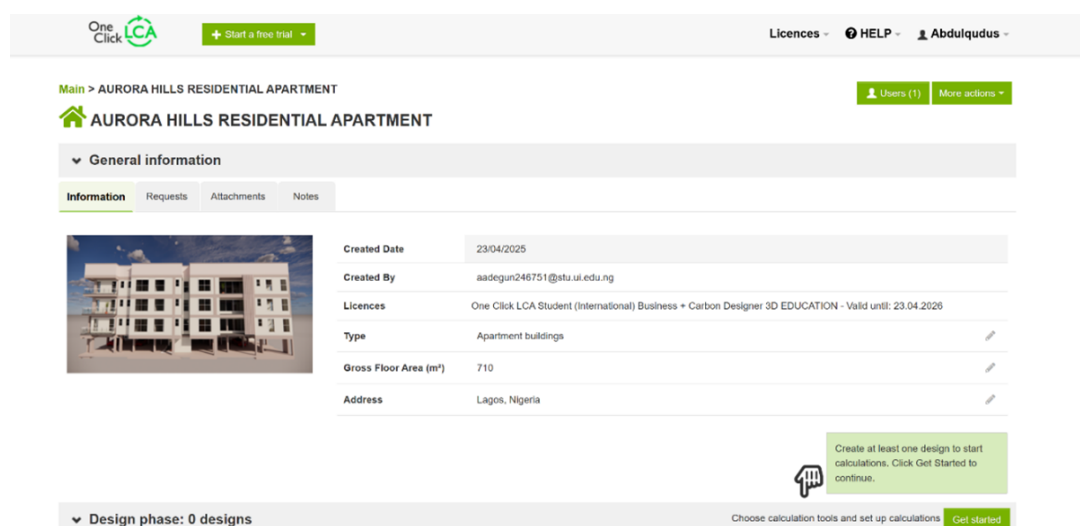 One
Click LCA
Start a free trial
Licences
HELP
Abdulqudus
Main > AURORA HILLS RESIDENTIAL APARTMENT
Users (1)
More actions
AURORA HILLS RESIDENTIAL APARTMENT
General information
Information
Requests
Attachments
Notes
Created Date 23/04/2025
Created By aadegun246751@stu.ui.edu.ng
Licences One Click LCA Student (International) Business + Carbon Designer 3D EDUCATION - Valid until: 23.04.2026
Type Apartment buildings
Gross Floor Area (m²) 710
Address Lagos, Nigeria
Create at least one design to start
calculations. Click Get Started to
continue.
Design phase: 0 designs
Choose calculation tools and set up calculations
Get started